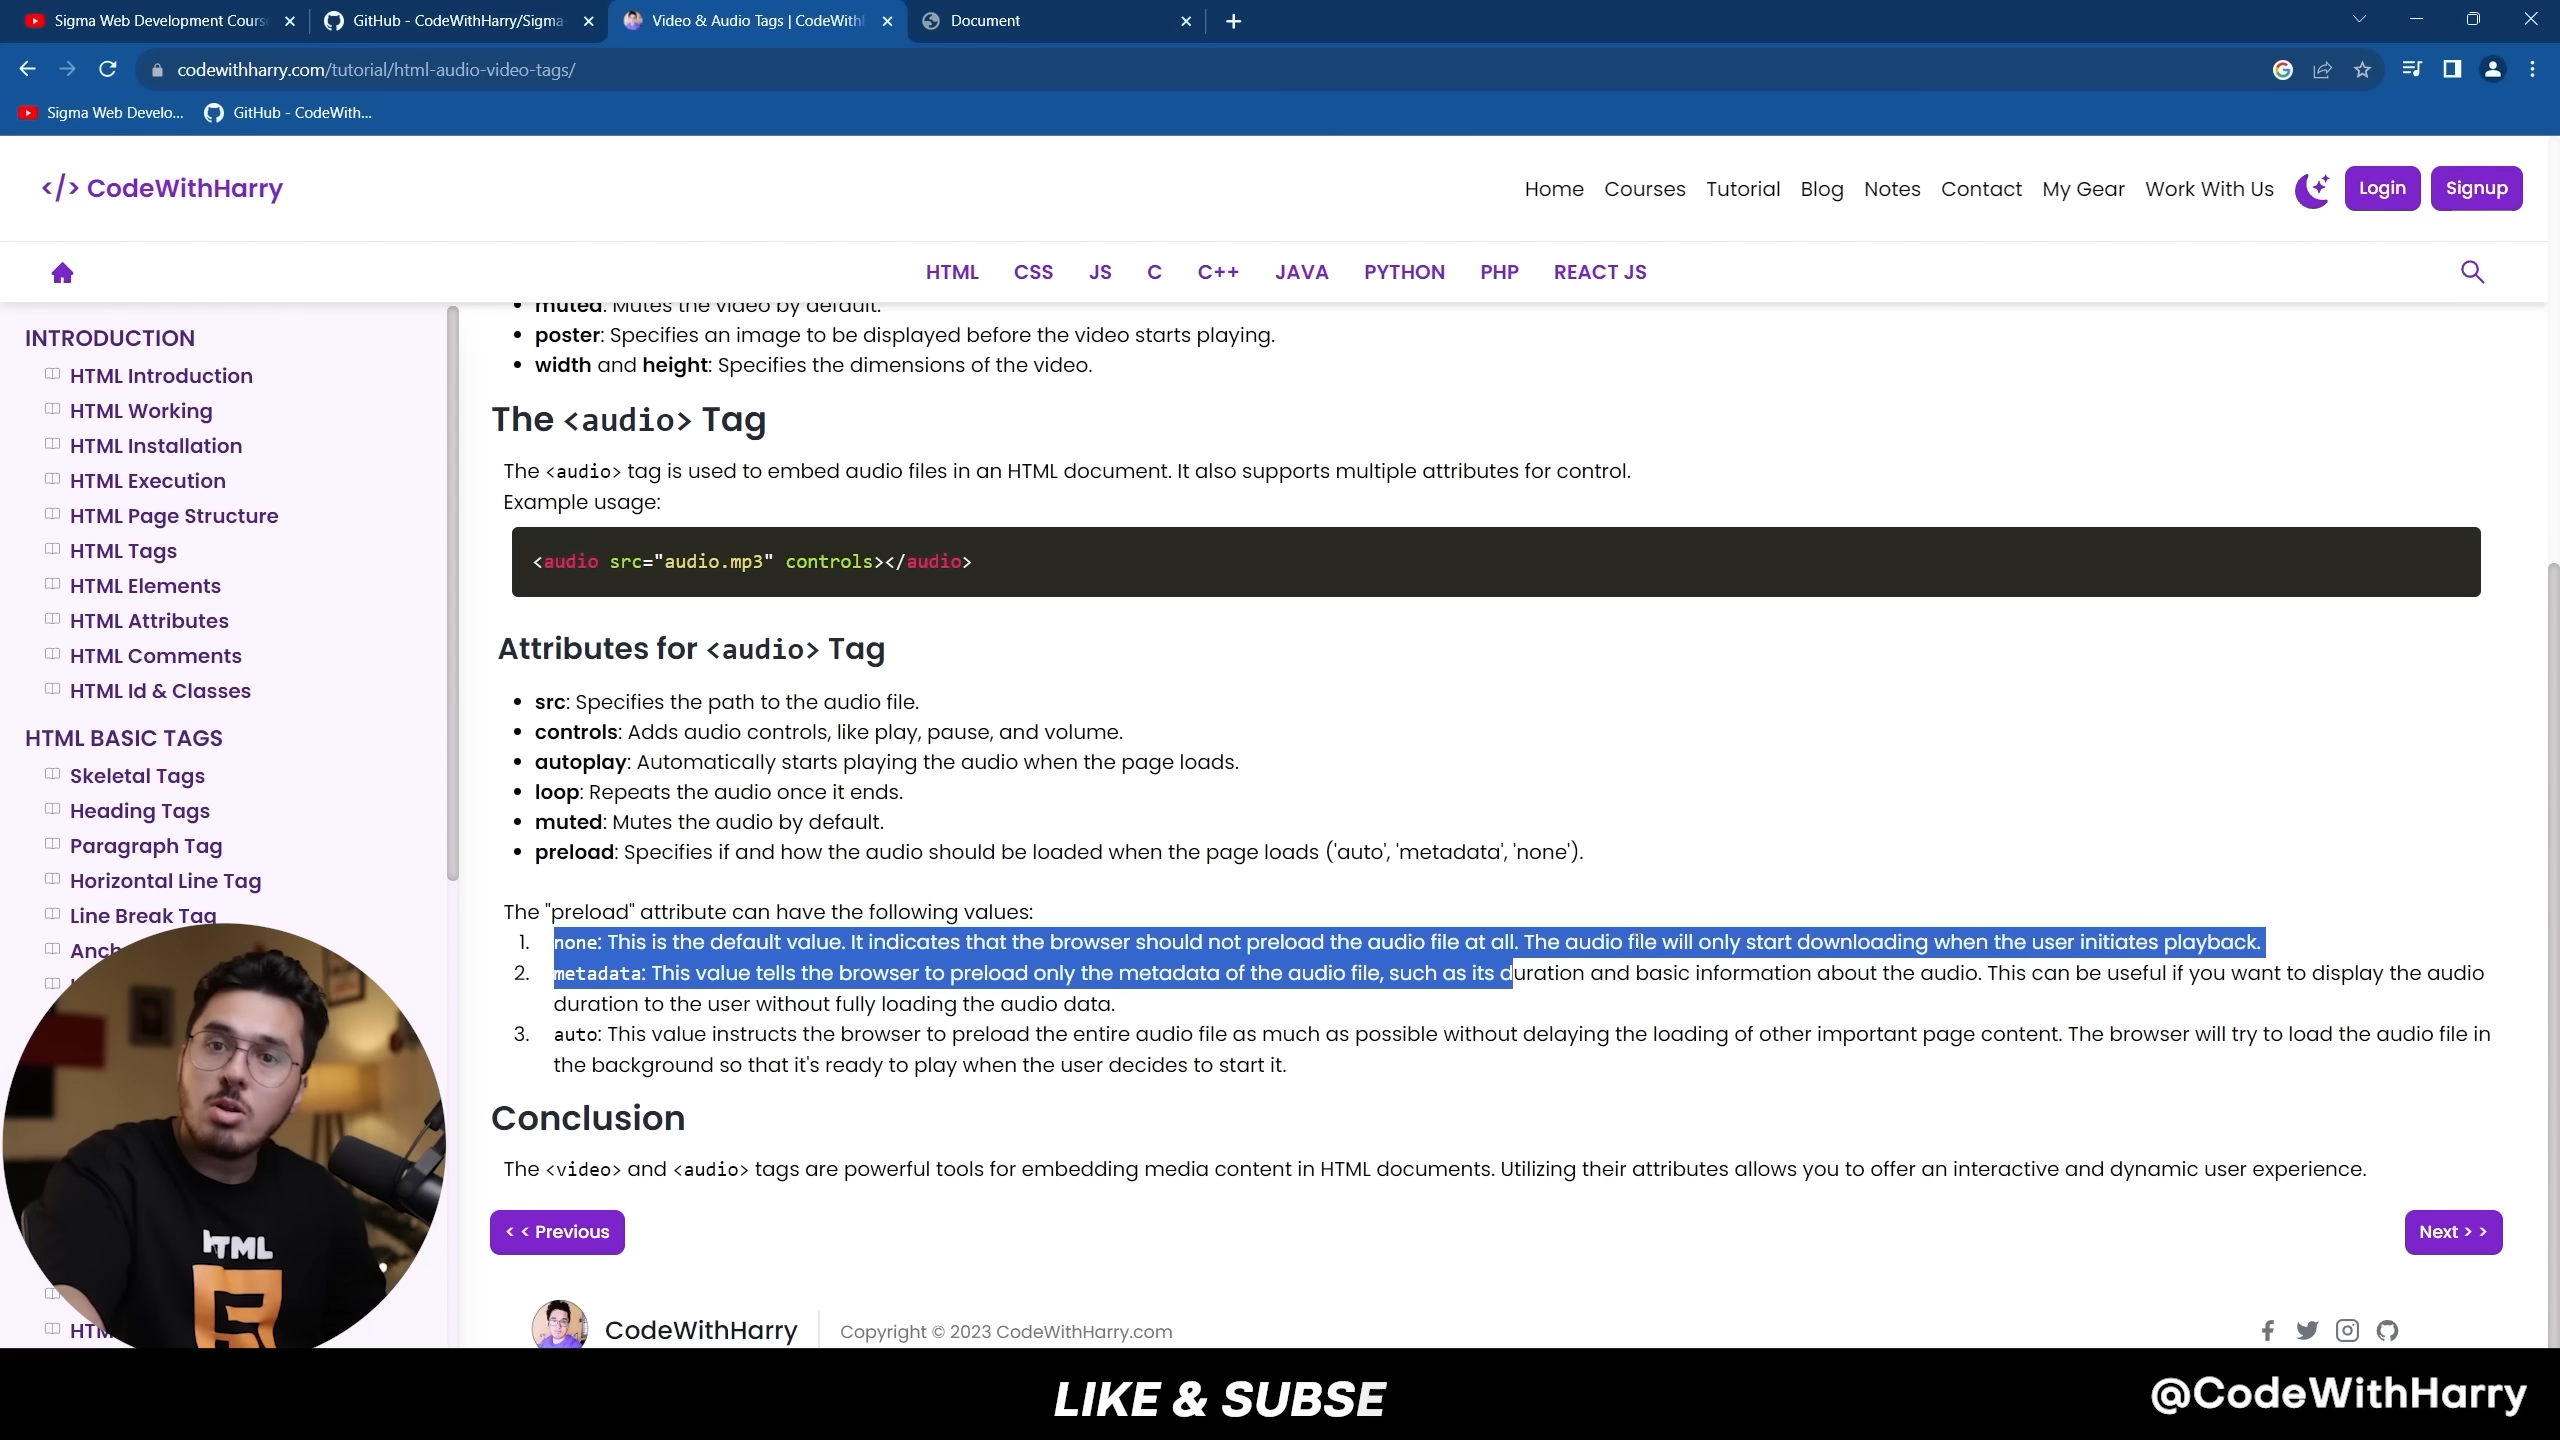 Sigma Web Development Cours
GitHub - CodeWithHarry/Sigma-
Video & Audio Tags | CodeWithH
Document
codewithharry.com/tutorial/html-audio-video-tags/
Sigma Web Develo...
GitHub - CodeWith...
</> CodeWithHarry
Home Courses Tutorial Blog Notes Contact My Gear Work With Us Login Signup
HTML CSS JS C C++ JAVA PYTHON PHP REACT JS
INTRODUCTION
HTML Introduction
HTML Working
HTML Installation
HTML Execution
HTML Page Structure
HTML Tags
HTML Elements
HTML Attributes
HTML Comments
HTML Id & Classes
HTML BASIC TAGS
Skeletal Tags
Heading Tags
Paragraph Tag
Horizontal Line Tag
Line Break Tag
Anch
HTM
muted: Mutes the video by default.
poster: Specifies an image to be displayed before the video starts playing.
width and height: Specifies the dimensions of the video.
The <audio> Tag
The <audio> tag is used to embed audio files in an HTML document. It also supports multiple attributes for control.
Example usage:
<audio src="audio.mp3" controls></audio>
Attributes for <audio> Tag
src: Specifies the path to the audio file.
controls: Adds audio controls, like play, pause, and volume.
autoplay: Automatically starts playing the audio when the page loads.
loop: Repeats the audio once it ends.
muted: Mutes the audio by default.
preload: Specifies if and how the audio should be loaded when the page loads ('auto', 'metadata', 'none').
The "preload" attribute can have the following values:
1. none: This is the default value. It indicates that the browser should not preload the audio file at all. The audio file will only start downloading when the user initiates playback.
2. metadata: This value tells the browser to preload only the metadata of the audio file, such as its duration and basic information about the audio. This can be useful if you want to display the audio
duration to the user without fully loading the audio data.
3. auto: This value instructs the browser to preload the entire audio file as much as possible without delaying the loading of other important page content. The browser will try to load the audio file in
the background so that it's ready to play when the user decides to start it.
Conclusion
The <video> and <audio> tags are powerful tools for embedding media content in HTML documents. Utilizing their attributes allows you to offer an interactive and dynamic user experience.
< < Previous
Next > >
CodeWithHarry
Copyright © 2023 CodeWithHarry.com
HTML
5
LIKE & SUBSE
@CodeWithHarry